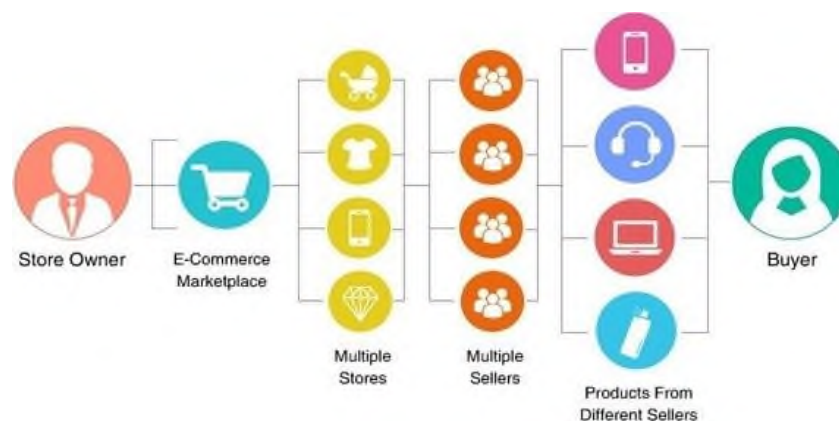 Store Owner
E-Commerce
Marketplace
Multiple
Stores
Multiple
Sellers
Products From
Different Sellers
Buyer